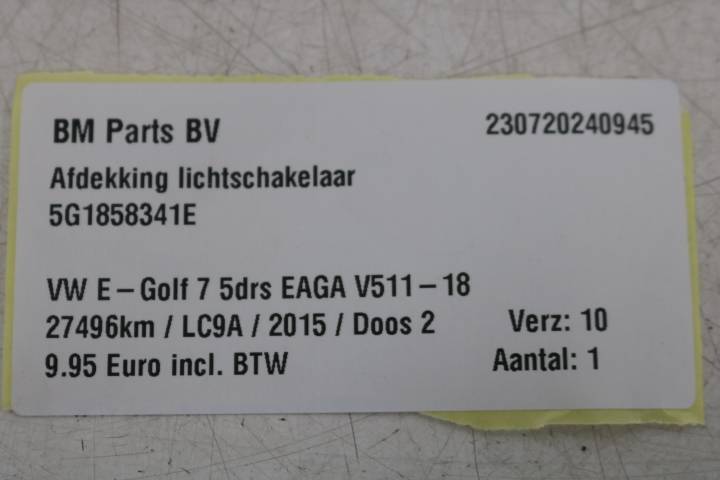 BM Parts BV 230720240945
Afdekking lichtschakelaar
5G1858341E
VW E-Golf 7 5drs EAGA V511-18
27496km / LC9A / 2015 / Doos 2 Verz: 10
9.95 Euro incl. BTW Aantal: 1